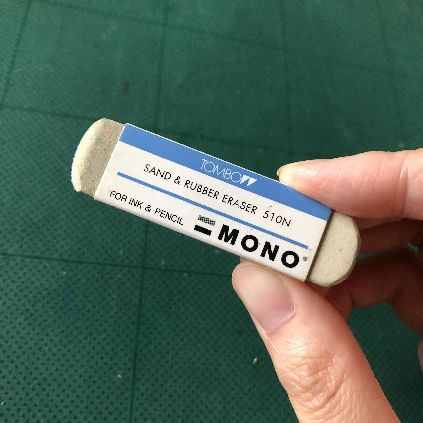 TOMBOW
SAND & RUBBER ERASER 510N
FOR INK & PENCIL
MONO®